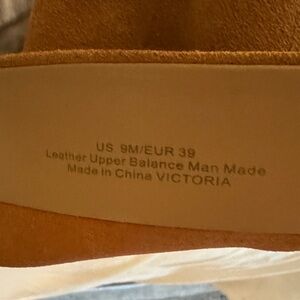 US 9M/EUR 39
Leather Upper Balance Man Made
Made in China VICTORIA